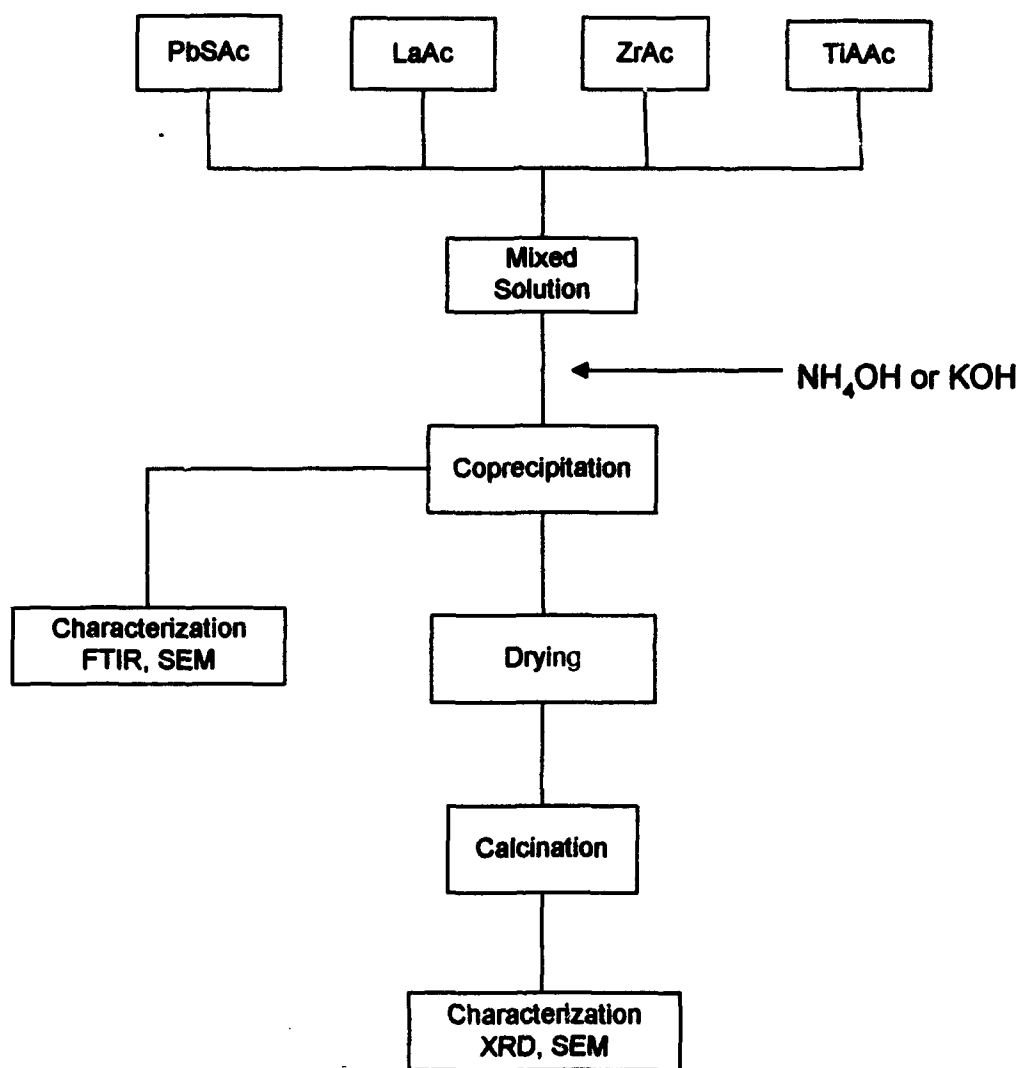 PbSAc
LaAc
ZrAc
TiAAc
Mixed
Solution
NH₄OH or KOH
Coprecipitation
Characterization
FTIR, SEM
Drying
Calcination
Characterization
XRD, SEM